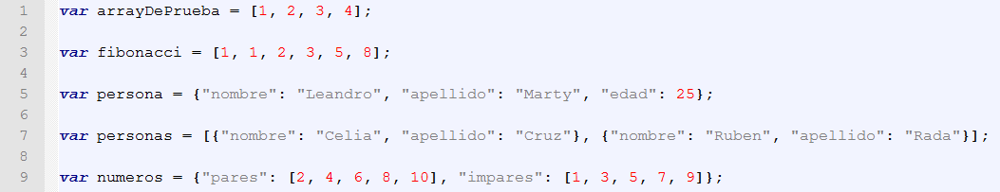 1 var arrayDePrueba = [1, 2, 3, 4];
2
3 var fibonacci = [1, 1, 2, 3, 5, 8];
4
5 var persona = {"nombre": "Leandro", "apellido": "Marty", "edad": 25};
6
7 var personas = [{"nombre": "Celia", "apellido": "Cruz"}, {"nombre": "Ruben", "apellido": "Rada"}];
8
9 var numeros = {"pares": [2, 4, 6, 8, 10], "impares": [1, 3, 5, 7, 9]};